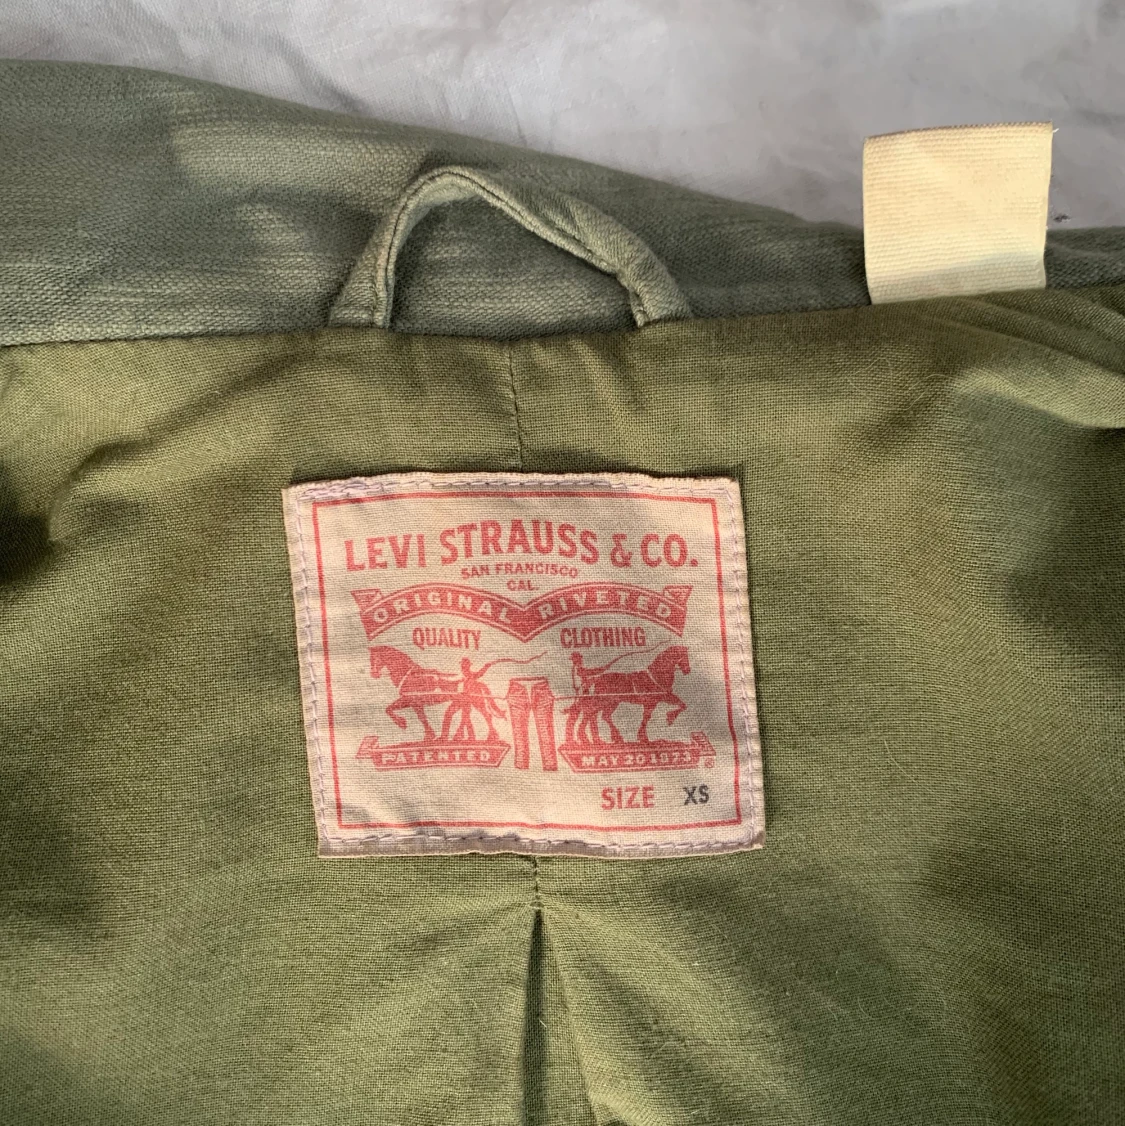 LEVI STRAUSS & CO.
SAN FRANCISCO
CAL
ORIGINAL RIVETED
QUALITY CLOTHING
PATENTED MAY 20 1873
SIZE XS